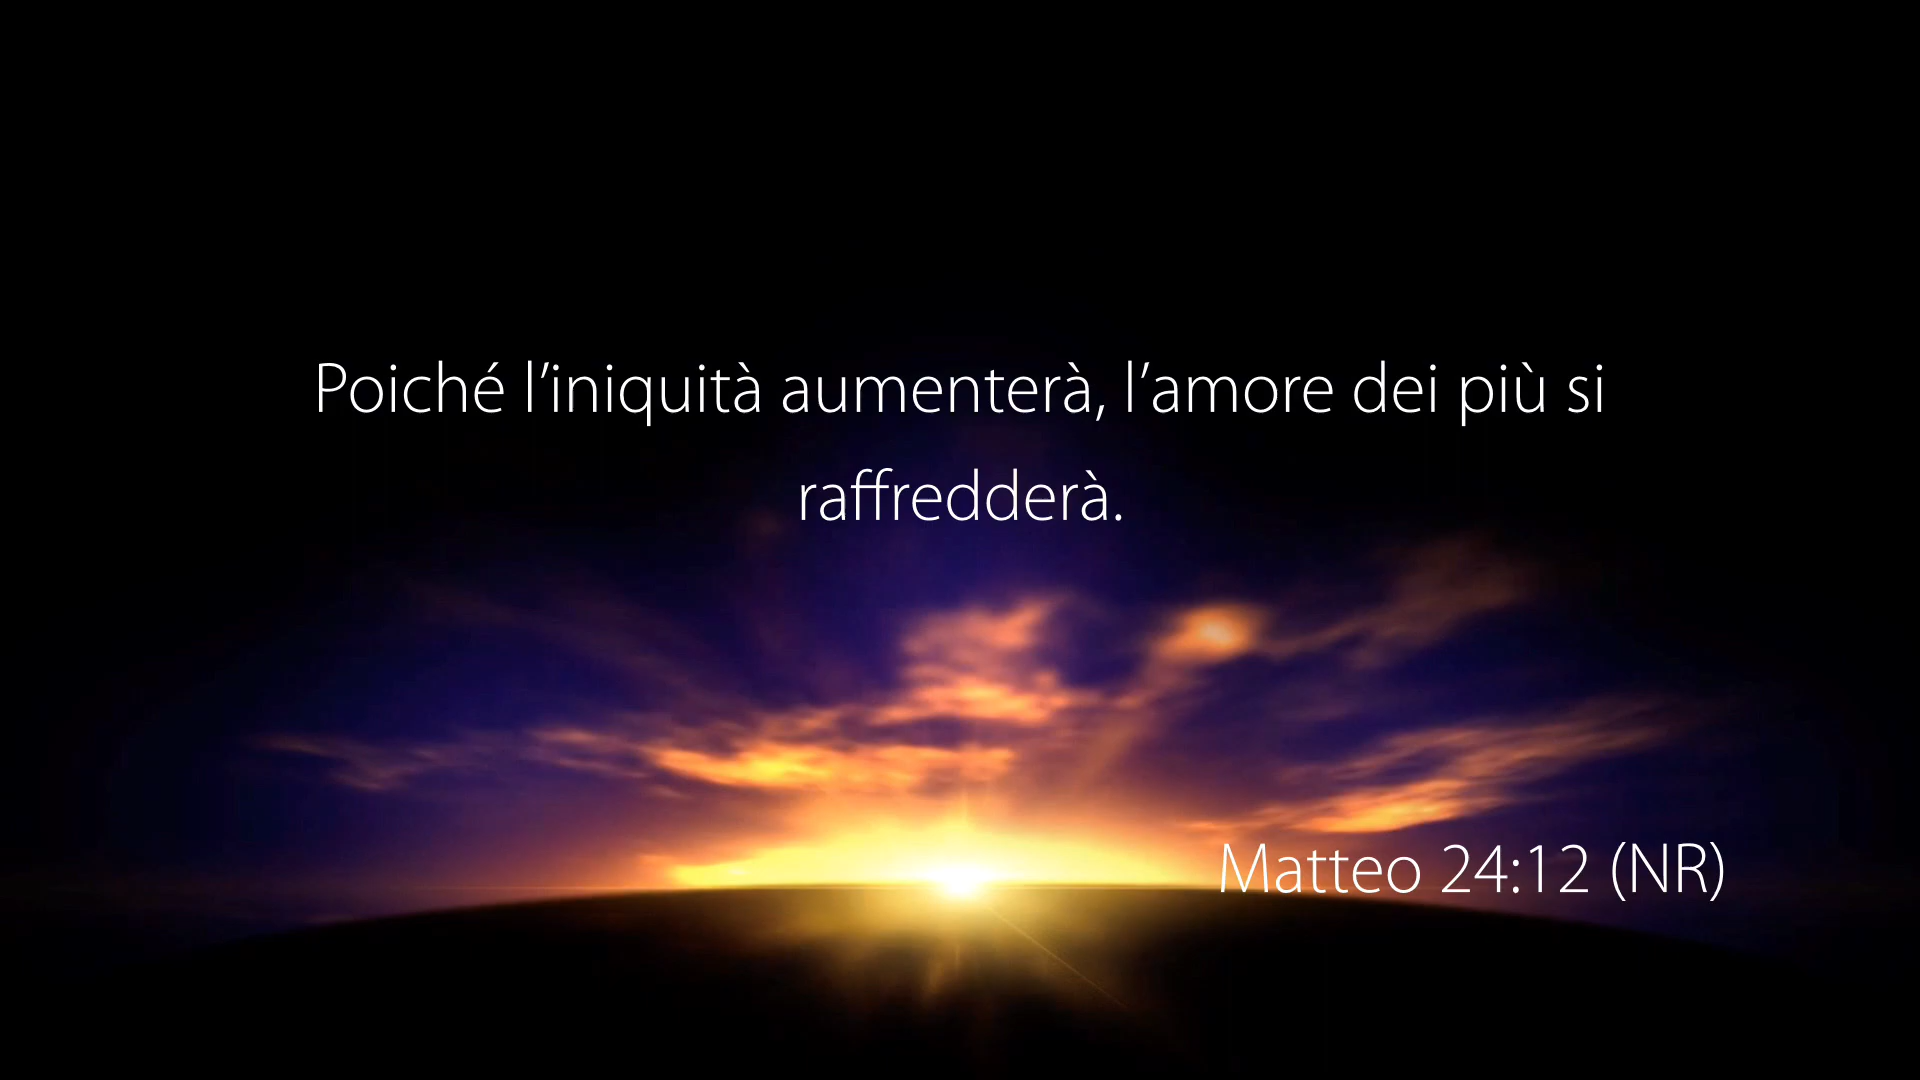 Poiché l’iniquità aumenterà, l’amore dei più si
raffredderà.
Matteo 24:12 (NR)